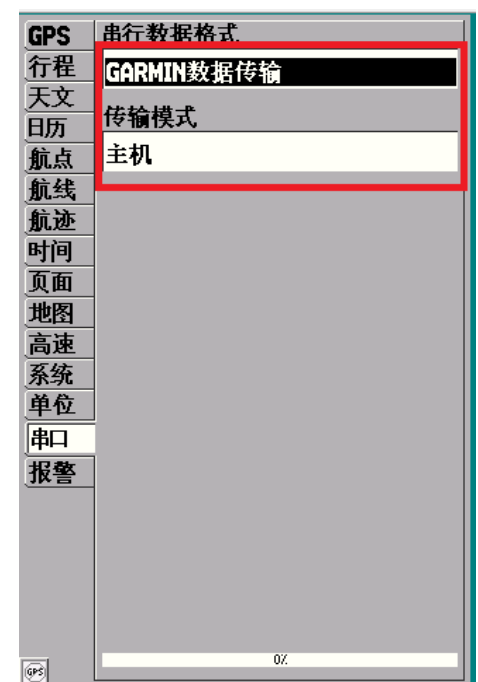 GPS
行程
天文
日历
航点
航线
航迹
时间
页面
地图
高速
系统
单位
串口
报警
串行数据格式
GARMIN数据传输
传输模式
主机
0%
GPS